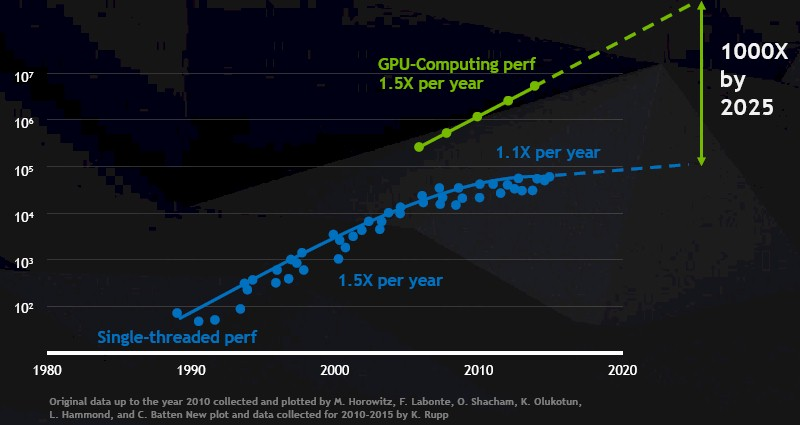 GPU-Computing perf
1.5X per year
1000X
by
2025
10⁷
10⁶
10⁵
10⁴
10³
10²
1.1X per year
1.5X per year
Single-threaded perf
1980 1990 2000 2010 2020
Original data up to the year 2010 collected and plotted by M. Horowitz, F. Labonte, O. Shacham, K. Olukotun,
L. Hammond, and C. Batten New plot and data collected for 2010-2015 by K. Rupp